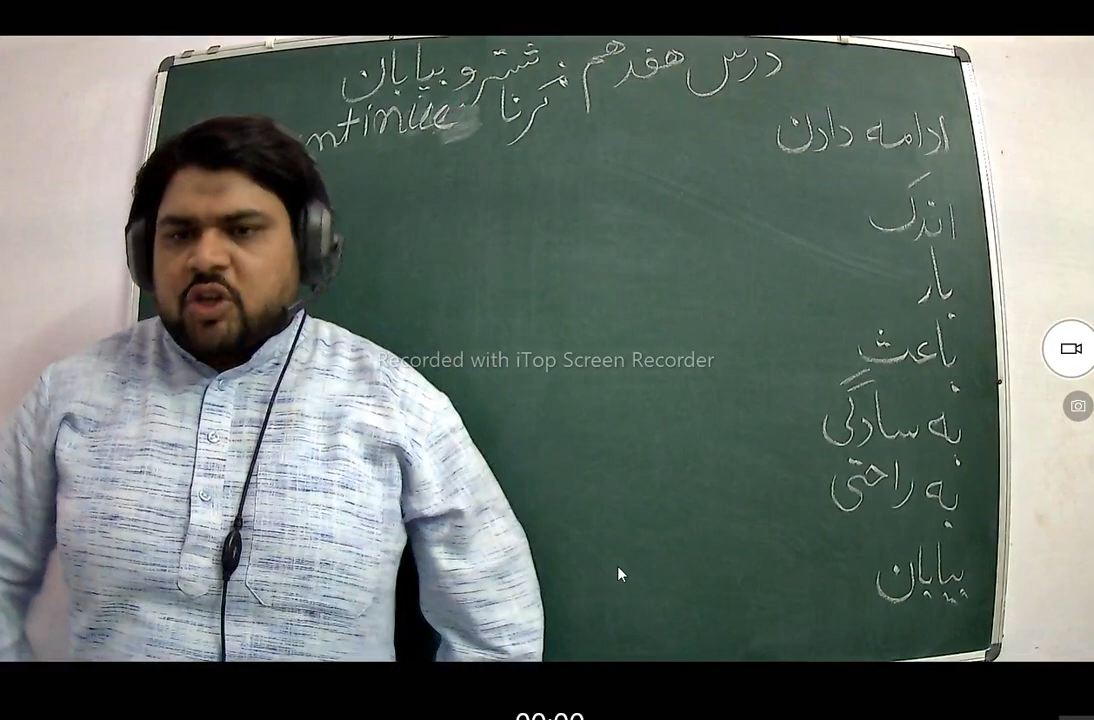 درس هفدهم شتر و بیابان
ادامه دادن
کرنا ntinue
اندک
بار
باعث
به سادگی
به راحتی
بیابان
Recorded with iTop Screen Recorder